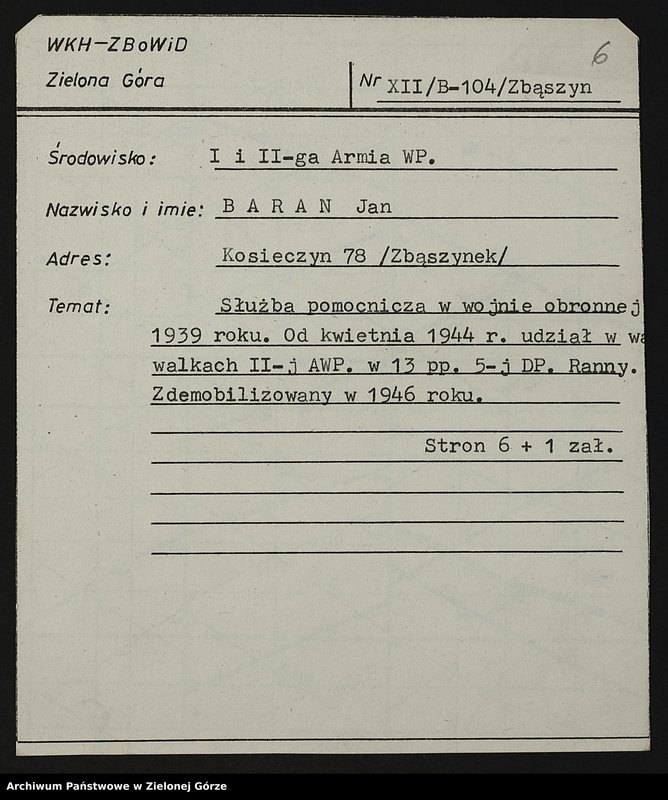 WKH-ZBoWiD
6
Zielona Góra
Nr XII/B-104/Zbąszyn
Środowisko: I i II-ga Armia WP.
Nazwisko i imie: B A R A N Jan
Adres: Kosieczyn 78 /Zbąszynek/
Temat: Służba pomocnicza w wojnie obronnej
1939 roku. Od kwietnia 1944 r. udział w wa
walkach II-j AWP. w 13 pp. 5-j DP. Ranny.
Zdemobilizowany w 1946 roku.
Stron 6 + 1 zał.
Archiwum Państwowe w Zielonej Górze